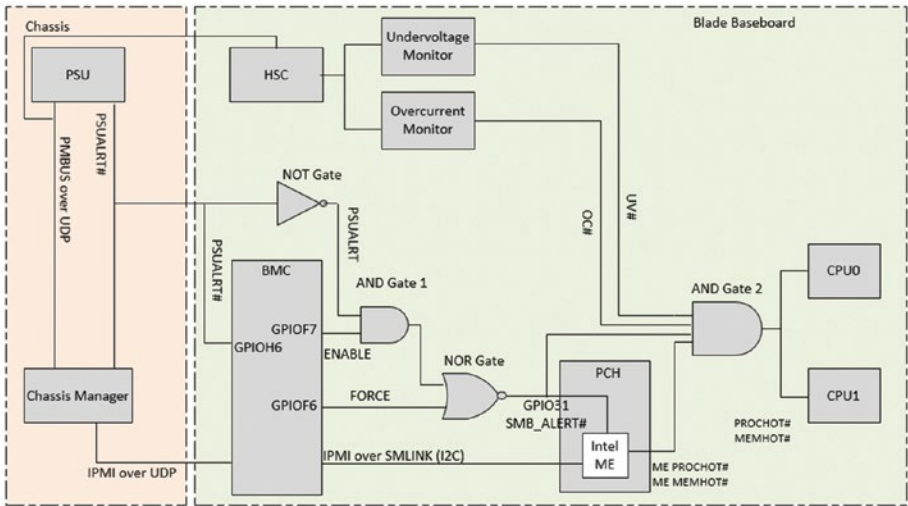 Chassis
Blade Baseboard
PSU
HSC
Undervoltage
Monitor
Overcurrent
Monitor
PMBUS over UDP
PSUALRT#
NOT Gate
PSUALRT
PSUALRT#
OC#
UV#
BMC
AND Gate 1
AND Gate 2
CPU0
GPIOF7
GPIOH6
ENABLE
NOR Gate
Chassis Manager
GPIOF6
FORCE
PCH
CPU1
GPIO31
SMB_ALERT#
PROCHOT#
MEMHOT#
Intel
ME
IPMI over UDP
IPMI over SMLINK (I2C)
ME PROCHOT#
ME MEMHOT#